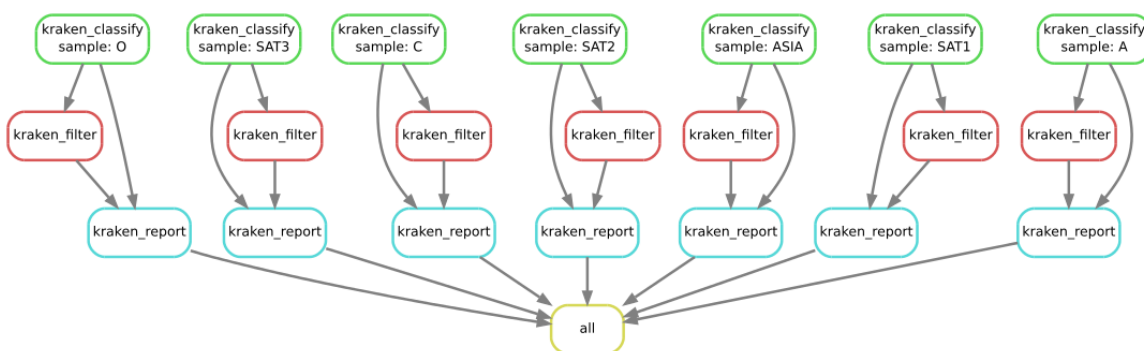 kraken_classify
sample: O
kraken_classify
sample: SAT3
kraken_classify
sample: C
kraken_classify
sample: SAT2
kraken_classify
sample: ASIA
kraken_classify
sample: SAT1
kraken_classify
sample: A
kraken_filter
kraken_filter
kraken_filter
kraken_filter
kraken_filter
kraken_filter
kraken_filter
kraken_report
kraken_report
kraken_report
kraken_report
kraken_report
kraken_report
kraken_report
all